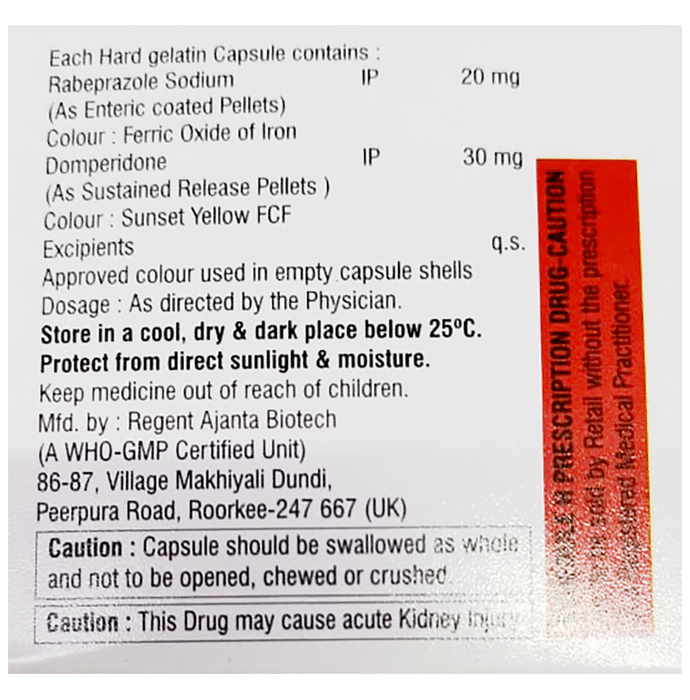 Each Hard gelatin Capsule contains :
Rabeprazole Sodium IP 20 mg
(As Enteric coated Pellets)
Colour : Ferric Oxide of Iron
Domperidone IP 30 mg
(As Sustained Release Pellets )
Colour : Sunset Yellow FCF
Excipients q.s.
Approved colour used in empty capsule shells
Dosage : As directed by the Physician.
Store in a cool, dry & dark place below 25ºC.
Protect from direct sunlight & moisture.
Keep medicine out of reach of children.
Mfd. by : Regent Ajanta Biotech
(A WHO-GMP Certified Unit)
86-87, Village Makhiyali Dundi,
Peerpura Road, Roorkee-247 667 (UK)
Caution : Capsule should be swallowed as whole
and not to be opened, chewed or crushed.
Caution : This Drug may cause acute Kidney Injury
H PRESCRIPTION DRUG-CAUTION
sold by Retail without the prescription
Medical Practitioner.